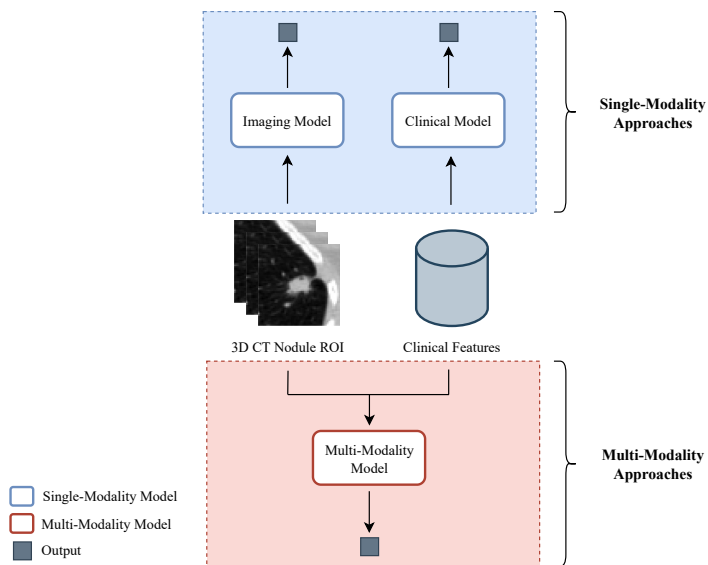 Imaging Model
Clinical Model
Single-Modality
Approaches
3D CT Nodule ROI
Clinical Features
Multi-Modality
Model
Multi-Modality
Approaches
Single-Modality Model
Multi-Modality Model
Output